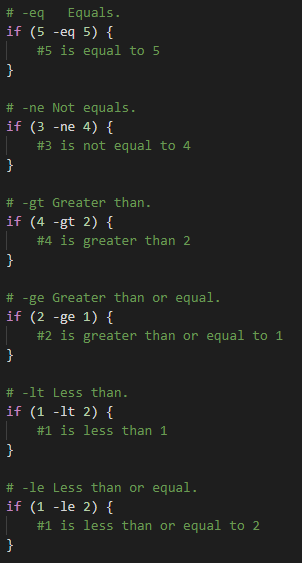 # -eq   Equals.
if (5 -eq 5) {
    #5 is equal to 5
}

# -ne Not equals.
if (3 -ne 4) {
    #3 is not equal to 4
}

# -gt Greater than.
if (4 -gt 2) {
    #4 is greater than 2
}

# -ge Greater than or equal.
if (2 -ge 1) {
    #2 is greater than or equal to 1
}

# -lt Less than.
if (1 -lt 2) {
    #1 is less than 1
}

# -le Less than or equal.
if (1 -le 2) {
    #1 is less than or equal to 2
}